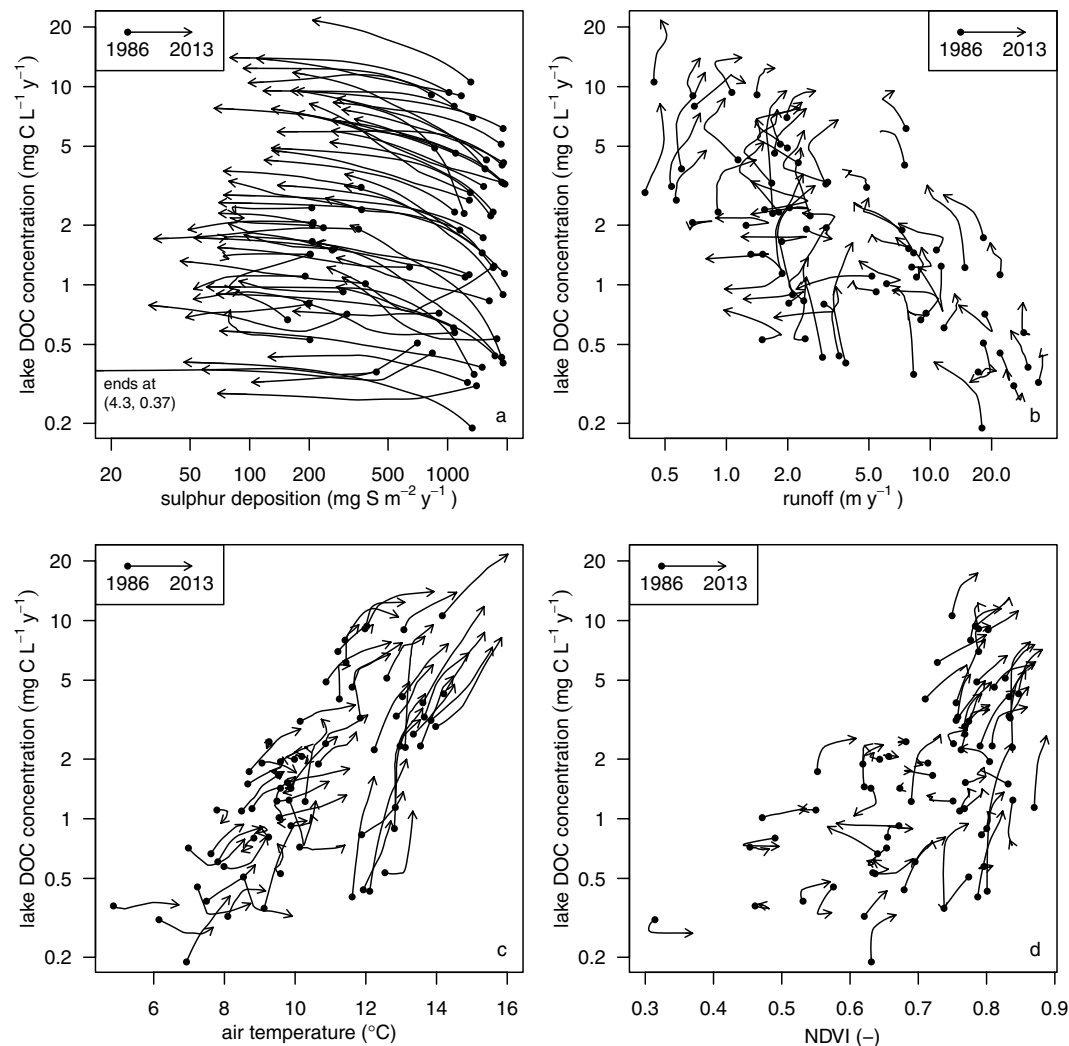 lake DOC concentration (mg C L⁻¹ y⁻¹)
20
10
5
2
1
0.5
0.2
1986 2013
ends at
(4.3, 0.37)
a
20 50 100 200 500 1000
sulphur deposition (mg S m⁻² y⁻¹)
lake DOC concentration (mg C L⁻¹ y⁻¹)
20
10
5
2
1
0.5
0.2
1986 2013
b
0.5 1.0 2.0 5.0 10.0 20.0
runoff (m y⁻¹)
lake DOC concentration (mg C L⁻¹ y⁻¹)
20
10
5
2
1
0.5
0.2
1986 2013
c
6 8 10 12 14 16
air temperature (°C)
lake DOC concentration (mg C L⁻¹ y⁻¹)
20
10
5
2
1
0.5
0.2
1986 2013
d
0.3 0.4 0.5 0.6 0.7 0.8 0.9
NDVI (−)